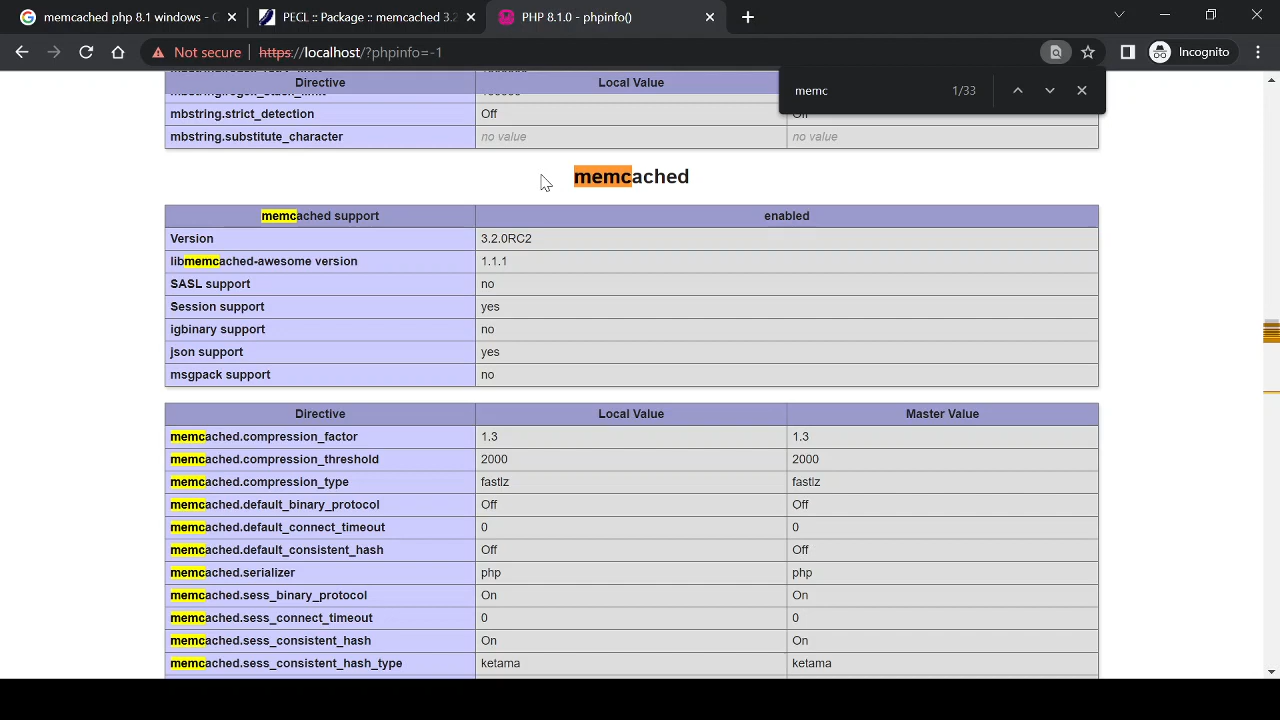 memcached php 8.1 windows - G
PECL :: Package :: memcached 3.2
PHP 8.1.0 - phpinfo()
Not secure https://localhost/?phpinfo=-1 Incognito
memc 1/33
Directive Local Value
mbstring.strict_detection Off Off
mbstring.substitute_character no value no value
memcached
memcached support enabled
Version 3.2.0RC2
libmemcached-awesome version 1.1.1
SASL support no
Session support yes
igbinary support no
json support yes
msgpack support no
Directive Local Value Master Value
memcached.compression_factor 1.3 1.3
memcached.compression_threshold 2000 2000
memcached.compression_type fastlz fastlz
memcached.default_binary_protocol Off Off
memcached.default_connect_timeout 0 0
memcached.default_consistent_hash Off Off
memcached.serializer php php
memcached.sess_binary_protocol On On
memcached.sess_connect_timeout 0 0
memcached.sess_consistent_hash On On
memcached.sess_consistent_hash_type ketama ketama